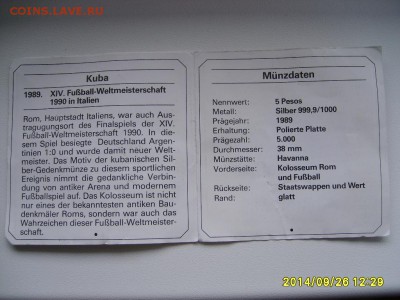 COINS.LAVE.RU
Kuba
1989. XIV. Fußball-Weltmeisterschaft
1990 in Italien
Rom, Hauptstadt Italiens, war auch Aus-
tragungsort des Finalspiels der XIV.
Fußball-Weltmeisterschaft 1990. In die-
sem Spiel besiegte Deutschland Argen-
tinien 1:0 und wurde damit neuer Welt-
meister. Das Motiv der kubanischen Sil-
ber-Gedenkmünze zu diesem sportlichen
Ereignis nimmt die gedankliche Verbin-
dung von antiker Arena und modernem
Fußballspiel auf. Das Kolosseum ist nicht
nur eines der bekanntesten antiken Bau-
denkmäler Roms, sondern war auch das
Wahrzeichen dieser Fußball-Weltmeister-
schaft.
Münzdaten
Nennwert: 5 Pesos
Metall: Silber 999,9/1000
Prägejahr: 1989
Erhaltung: Polierte Platte
Prägezahl: 5.000
Durchmesser: 38 mm
Münzstätte: Havanna
Vorderseite: Kolosseum Rom
und Fußball
Rückseite: Staatswappen und Wert
Rand: glatt
2014/09/26 12:29